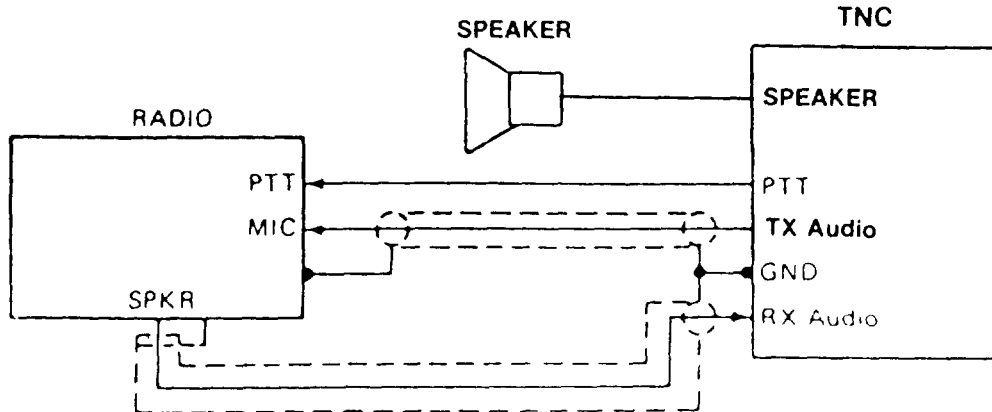 TNC
SPEAKER
SPEAKER
RADIO
PTT
PTT
MIC
TX Audio
GND
SPKR
RX Audio